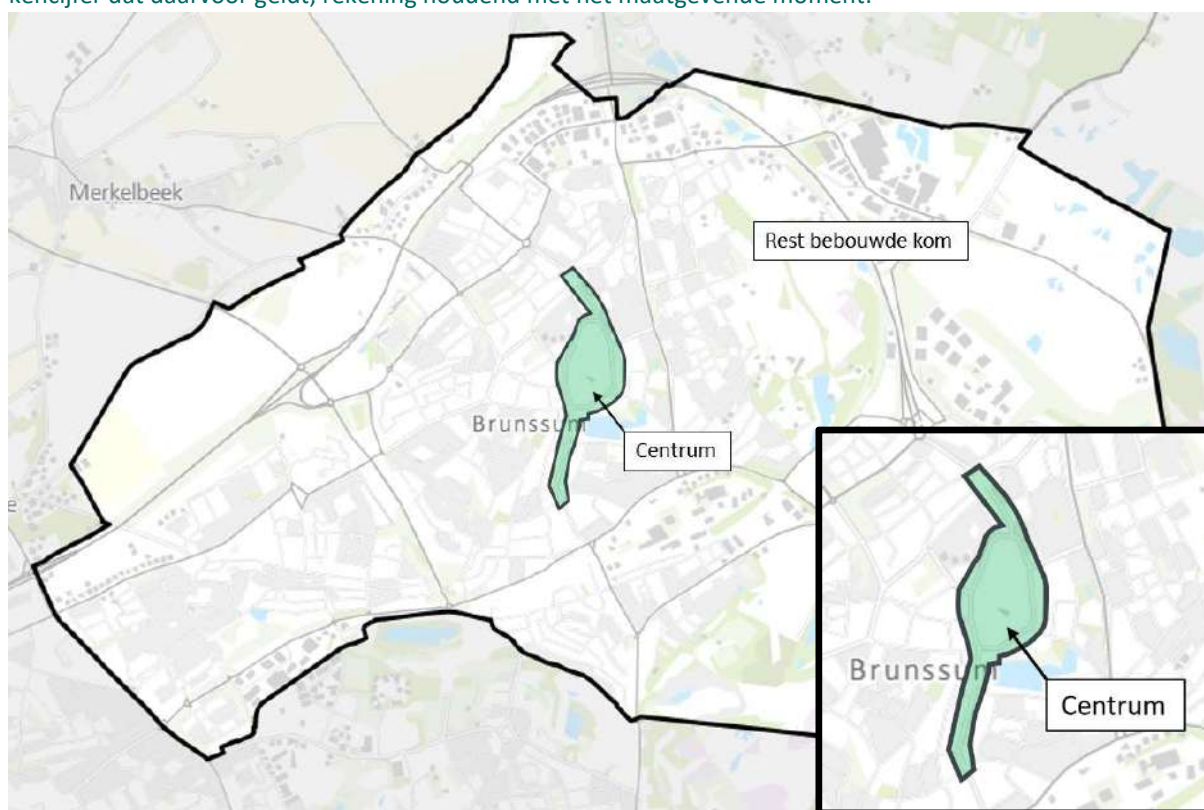 kencijfer dat daarvoor geldt, rekening houdend met het maatgevende moment.
Merkelbeek
Rest bebouwde kom
Brunssum
Centrum
e
Brunssum
Centrum